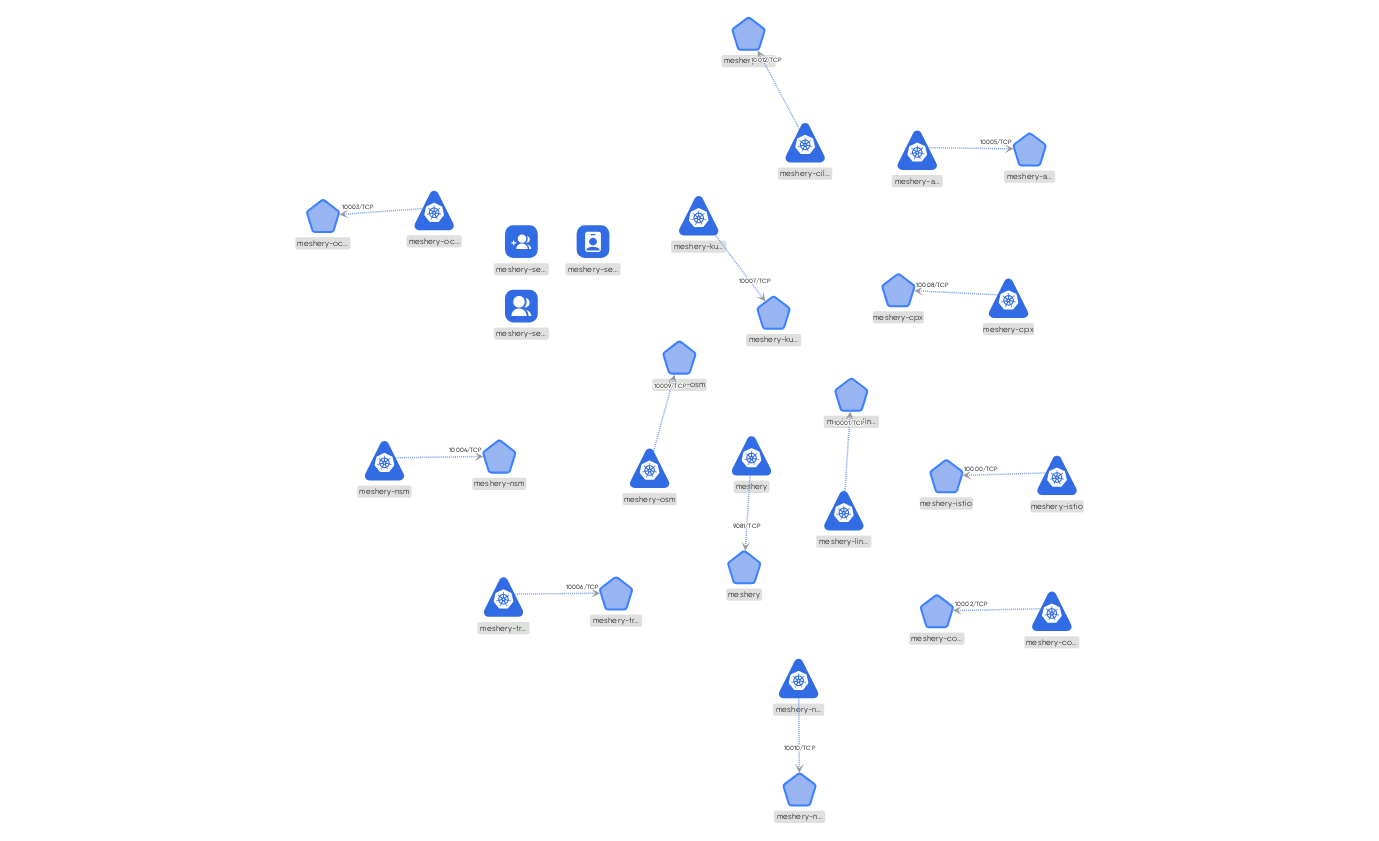 meshery
10012/TCP
meshery-cil...
10005/TCP
meshery-a...
meshery-a...
10003/TCP
meshery-oc...
meshery-oc...
meshery-se...
meshery-se...
meshery-se...
meshery-ku...
10007/TCP
meshery-ku...
10008/TCP
meshery-cpx
meshery-cpx
10009/TCP
-osm
meshery-osm
10001/TCP
lin...
meshery-lin...
10004/TCP
meshery-nsm
meshery-nsm
meshery
9081/TCP
meshery
10000/TCP
meshery-istio
meshery-istio
10006/TCP
meshery-tr...
meshery-tr...
10002/TCP
meshery-co...
meshery-co...
meshery-n...
10010/TCP
meshery-n...